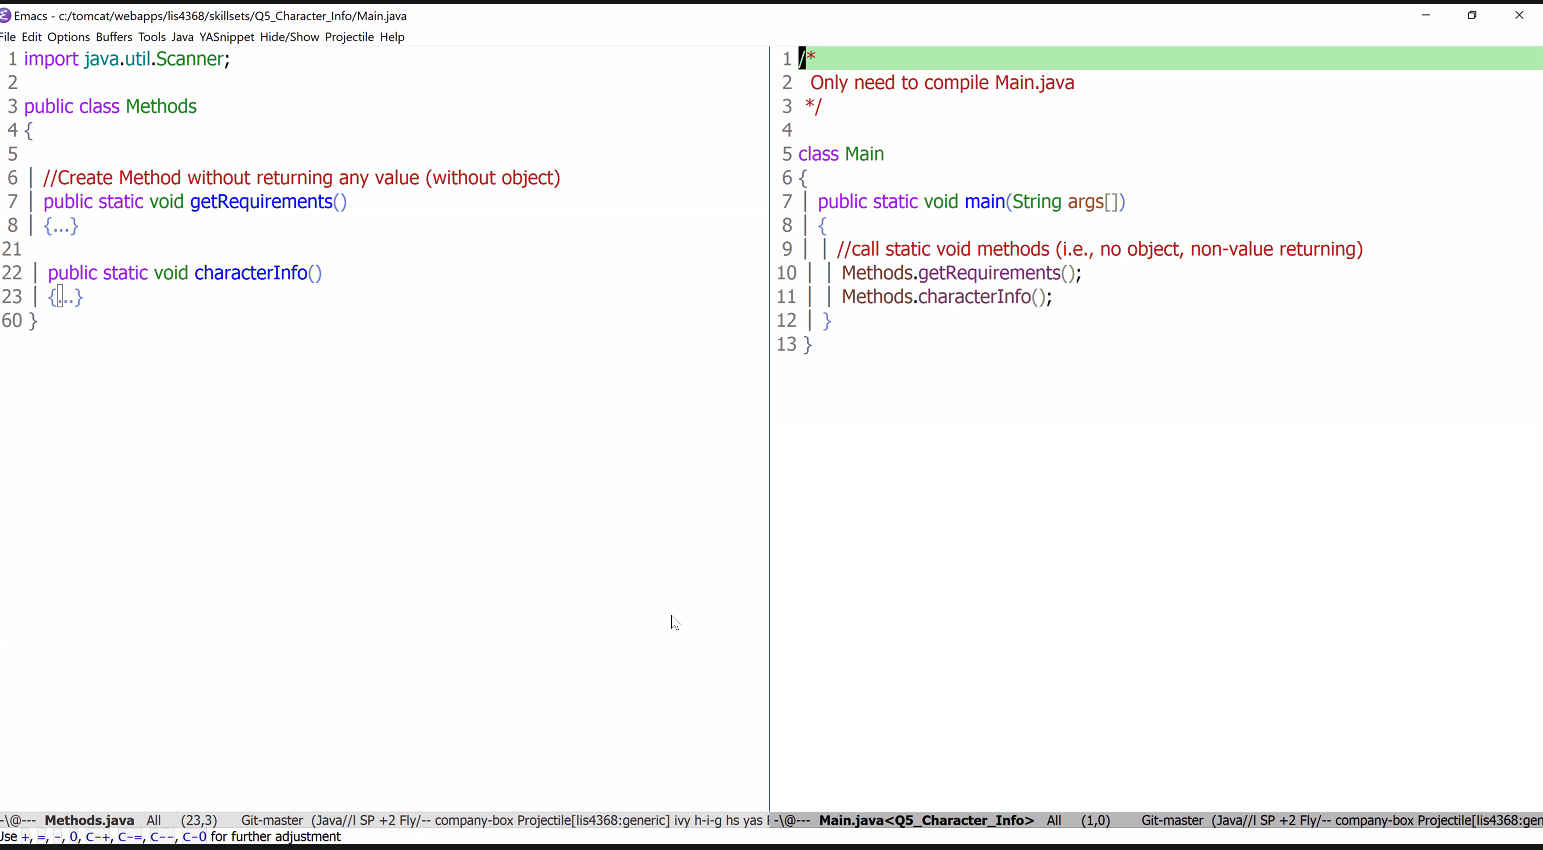 Emacs - c:/tomcat/webapps/lis4368/skillsets/Q5_Character_Info/Main.java
File Edit Options Buffers Tools Java YASnippet Hide/Show Projectile Help
1 import java.util.Scanner;
2
3 public class Methods
4 {
5
6 | //Create Method without returning any value (without object)
7 | public static void getRequirements()
8 | {...}
21
22 | public static void characterInfo()
23 | {...}
60 }
-\@--- Methods.java All (23,3) Git-master (Java//l SP +2 Fly/-- company-box Projectile[lis4368:generic] ivy h-i-g hs yas
1 /*
2 Only need to compile Main.java
3 */
4
5 class Main
6 {
7 | public static void main(String args[])
8 | {
9 | | //call static void methods (i.e., no object, non-value returning)
10 | | Methods.getRequirements();
11 | | Methods.characterInfo();
12 | }
13 }
-\@--- Main.java<Q5_Character_Info> All (1,0) Git-master (Java//l SP +2 Fly/-- company-box Projectile[lis4368:gen
Use +, =, -, 0, C-+, C-=, C--, C-0 for further adjustment